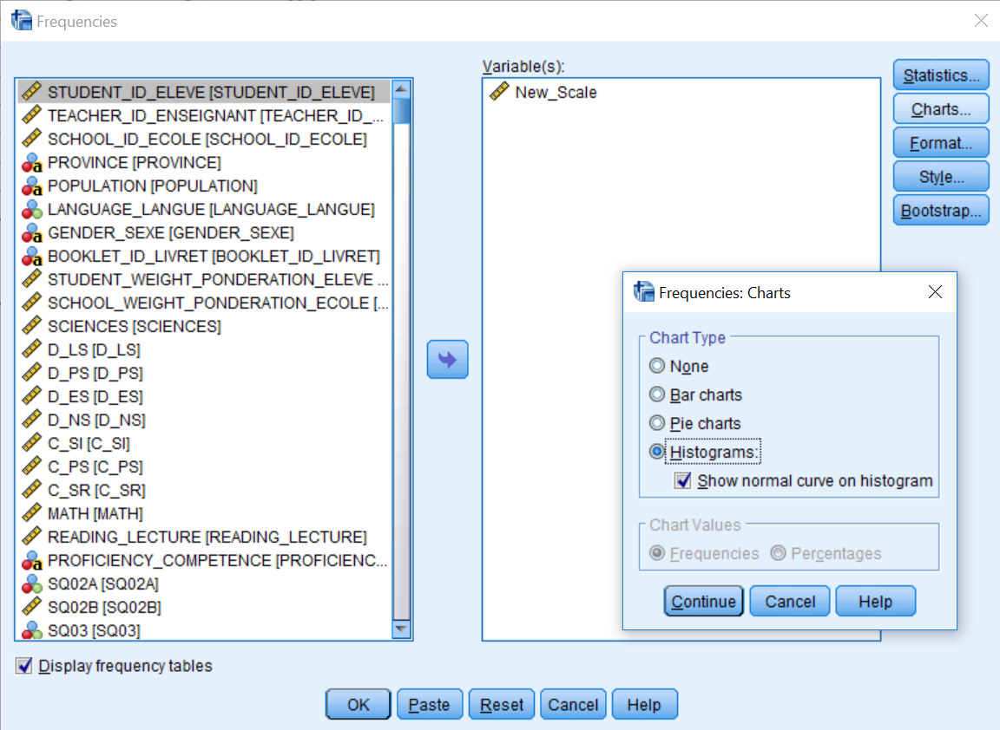 Frequencies
Variable(s):
STUDENT_ID_ELEVE [STUDENT_ID_ELEVE]
TEACHER_ID_ENSEIGNANT [TEACHER_ID_...
SCHOOL_ID_ECOLE [SCHOOL_ID_ECOLE]
PROVINCE [PROVINCE]
POPULATION [POPULATION]
LANGUAGE_LANGUE [LANGUAGE_LANGUE]
GENDER_SEXE [GENDER_SEXE]
BOOKLET_ID_LIVRET [BOOKLET_ID_LIVRET]
STUDENT_WEIGHT_PONDERATION_ELEVE ...
SCHOOL_WEIGHT_PONDERATION_ECOLE [...
SCIENCES [SCIENCES]
D_LS [D_LS]
D_PS [D_PS]
D_ES [D_ES]
D_NS [D_NS]
C_SI [C_SI]
C_PS [C_PS]
C_SR [C_SR]
MATH [MATH]
READING_LECTURE [READING_LECTURE]
PROFICIENCY_COMPETENCE [PROFICIENC...
SQ02A [SQ02A]
SQ02B [SQ02B]
SQ03 [SQ03]
New_Scale
Statistics...
Charts...
Format...
Style...
Bootstrap...
Frequencies: Charts
Chart Type
None
Bar charts
Pie charts
Histograms:
Show normal curve on histogram
Chart Values
Frequencies Percentages
Continue Cancel Help
Display frequency tables
OK Paste Reset Cancel Help